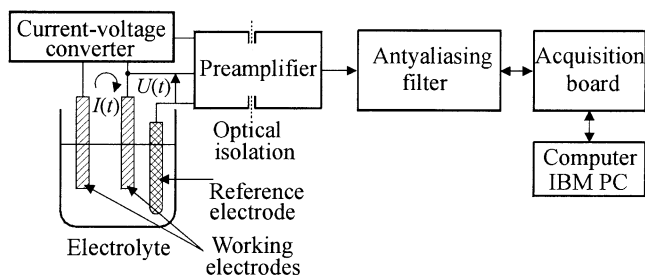 Current-voltage
converter
Preamplifier
Antyaliasing
filter
Acquisition
board
I(t)
U(t)
Optical
isolation
Computer
IBM PC
Reference
electrode
Electrolyte
Working
electrodes